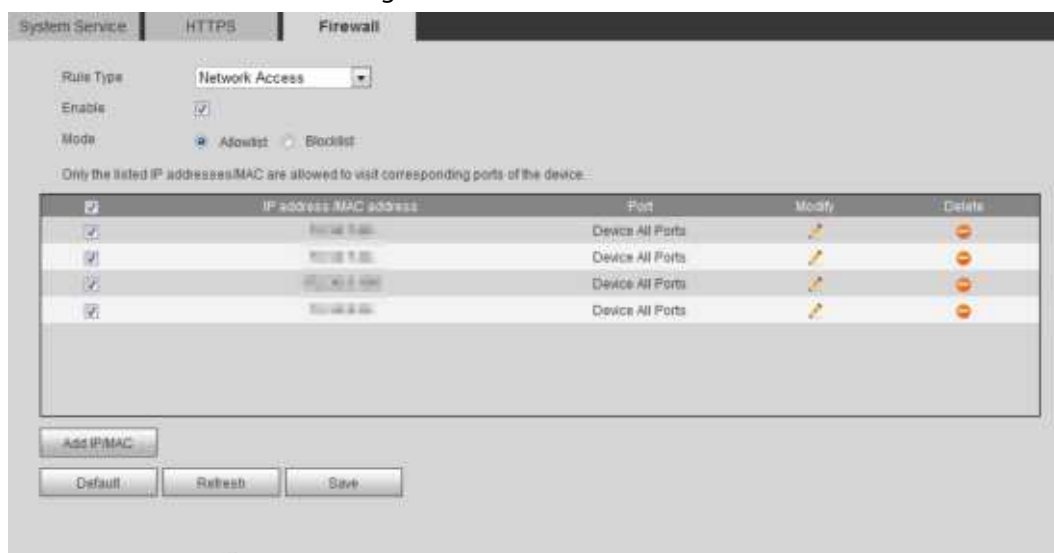 System Service HTTPS Firewall
Rule Type Network Access
Enable
Mode Allowlist Blocklist
Only the listed IP addresses/MAC are allowed to visit corresponding ports of the device.
IP address /MAC address Port Modify Delete
Device All Ports
Device All Ports
Device All Ports
Device All Ports
Add IP/MAC
Default Refresh Save